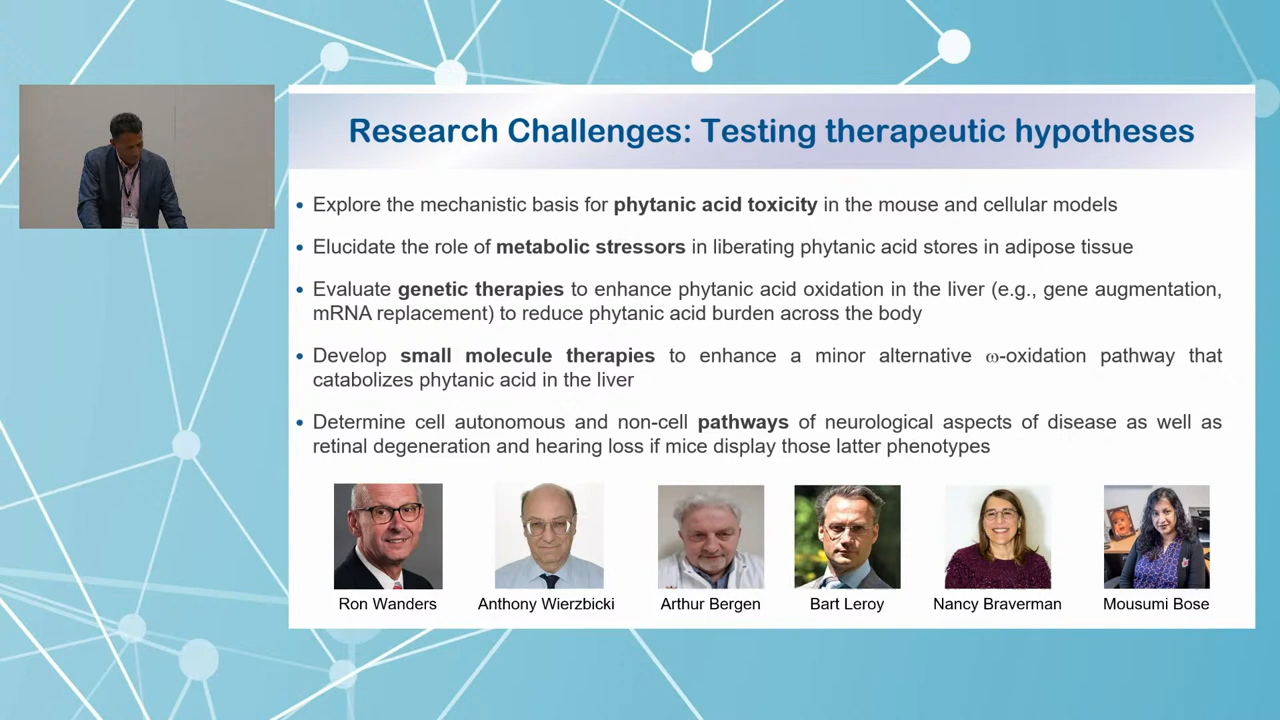 Research Challenges: Testing therapeutic hypotheses
• Explore the mechanistic basis for phytanic acid toxicity in the mouse and cellular models
• Elucidate the role of metabolic stressors in liberating phytanic acid stores in adipose tissue
• Evaluate genetic therapies to enhance phytanic acid oxidation in the liver (e.g., gene augmentation,
mRNA replacement) to reduce phytanic acid burden across the body
• Develop small molecule therapies to enhance a minor alternative ω-oxidation pathway that
catabolizes phytanic acid in the liver
• Determine cell autonomous and non-cell pathways of neurological aspects of disease as well as
retinal degeneration and hearing loss if mice display those latter phenotypes
Ron Wanders
Anthony Wierzbicki
Arthur Bergen
Bart Leroy
Nancy Braverman
Mousumi Bose